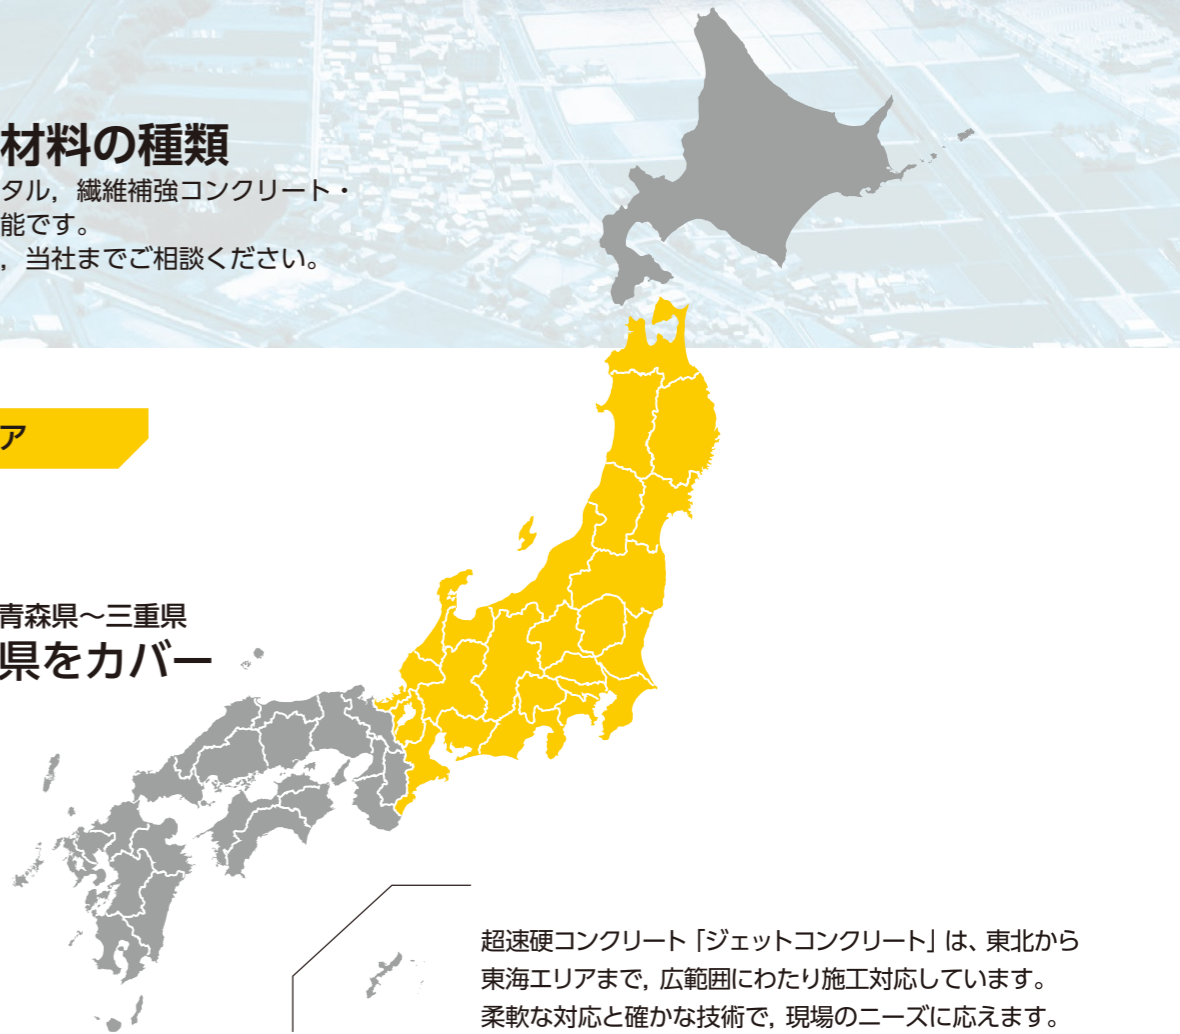 材料の種類
タル，繊維補強コンクリート・
能です。
，当社までご相談ください。
ア
青森県～三重県
県をカバー
超速硬コンクリート「ジェットコンクリート」は、東北から
東海エリアまで，広範囲にわたり施工対応しています。
柔軟な対応と確かな技術で，現場のニーズに応えます。